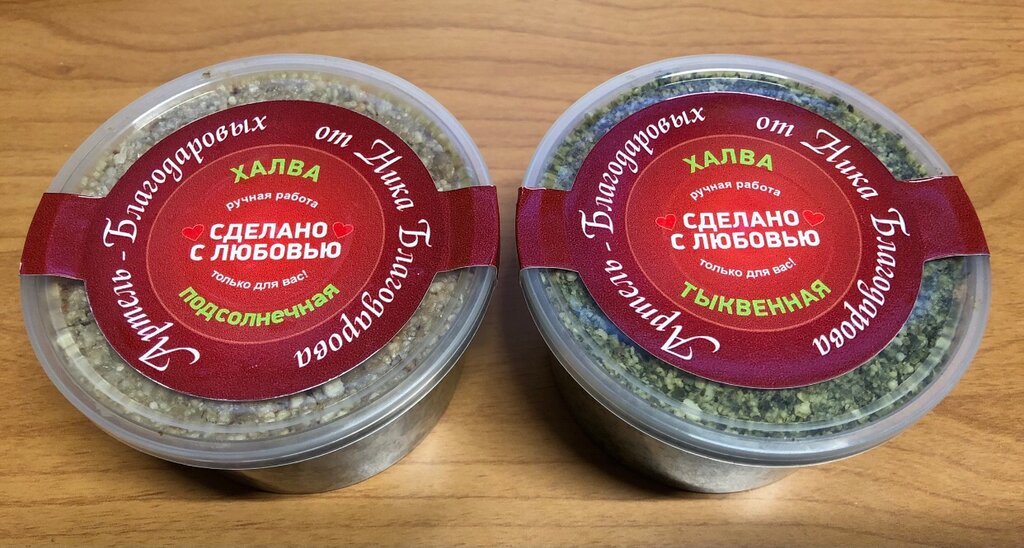 Артель - Благодаровых
от Ника Благодарова
ХАЛВА
ручная работа
СДЕЛАНО
С ЛЮБОВЬЮ
только для вас!
подсолнечная
Артель - Благодаровых
от Ника Благодарова
ХАЛВА
ручная работа
СДЕЛАНО
С ЛЮБОВЬЮ
только для вас!
ТЫКВЕННАЯ